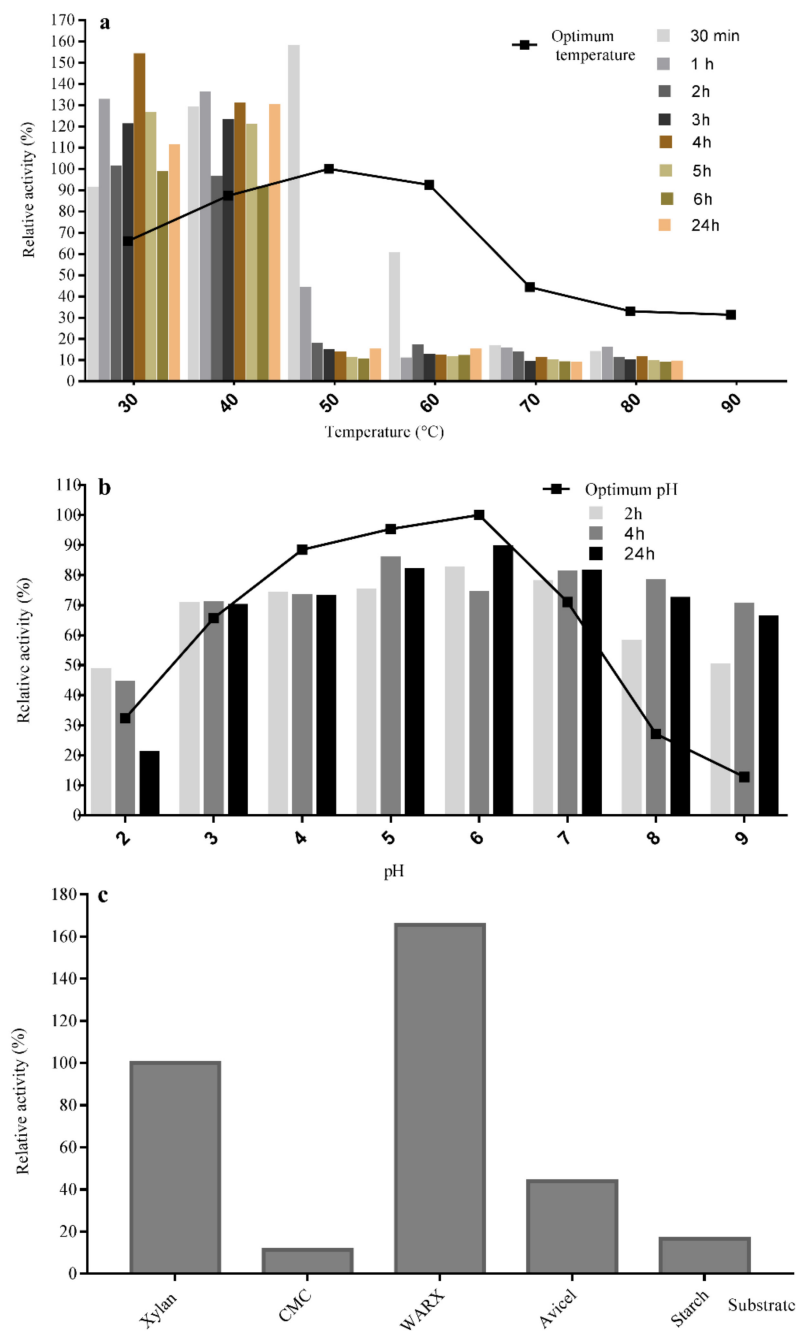 a
170
160
150
140
130
120
110
100
90
80
70
60
50
40
30
20
10
0
Relative activity (%)
Optimum
temperature
30 min
1 h
2h
3h
4h
5h
6h
24h
30 40 50 60 70 80 90
Temperature (°C)
b
110
100
90
80
70
60
50
40
30
20
10
0
Relative activity (%)
Optimum pH
2h
4h
24h
2 3 4 5 6 7 8 9
pH
c
180
160
140
120
100
80
60
40
20
0
Relative activity (%)
Xylan CMC WARX Avicel Starch
Substrate